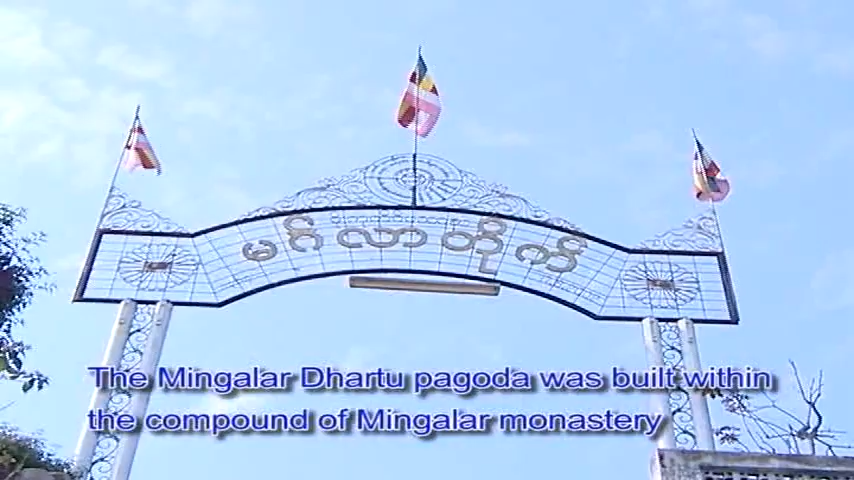 မင်္ဂလာတိုက်
The Mingalar Dhartu pagoda was built within
the compound of Mingalar monastery